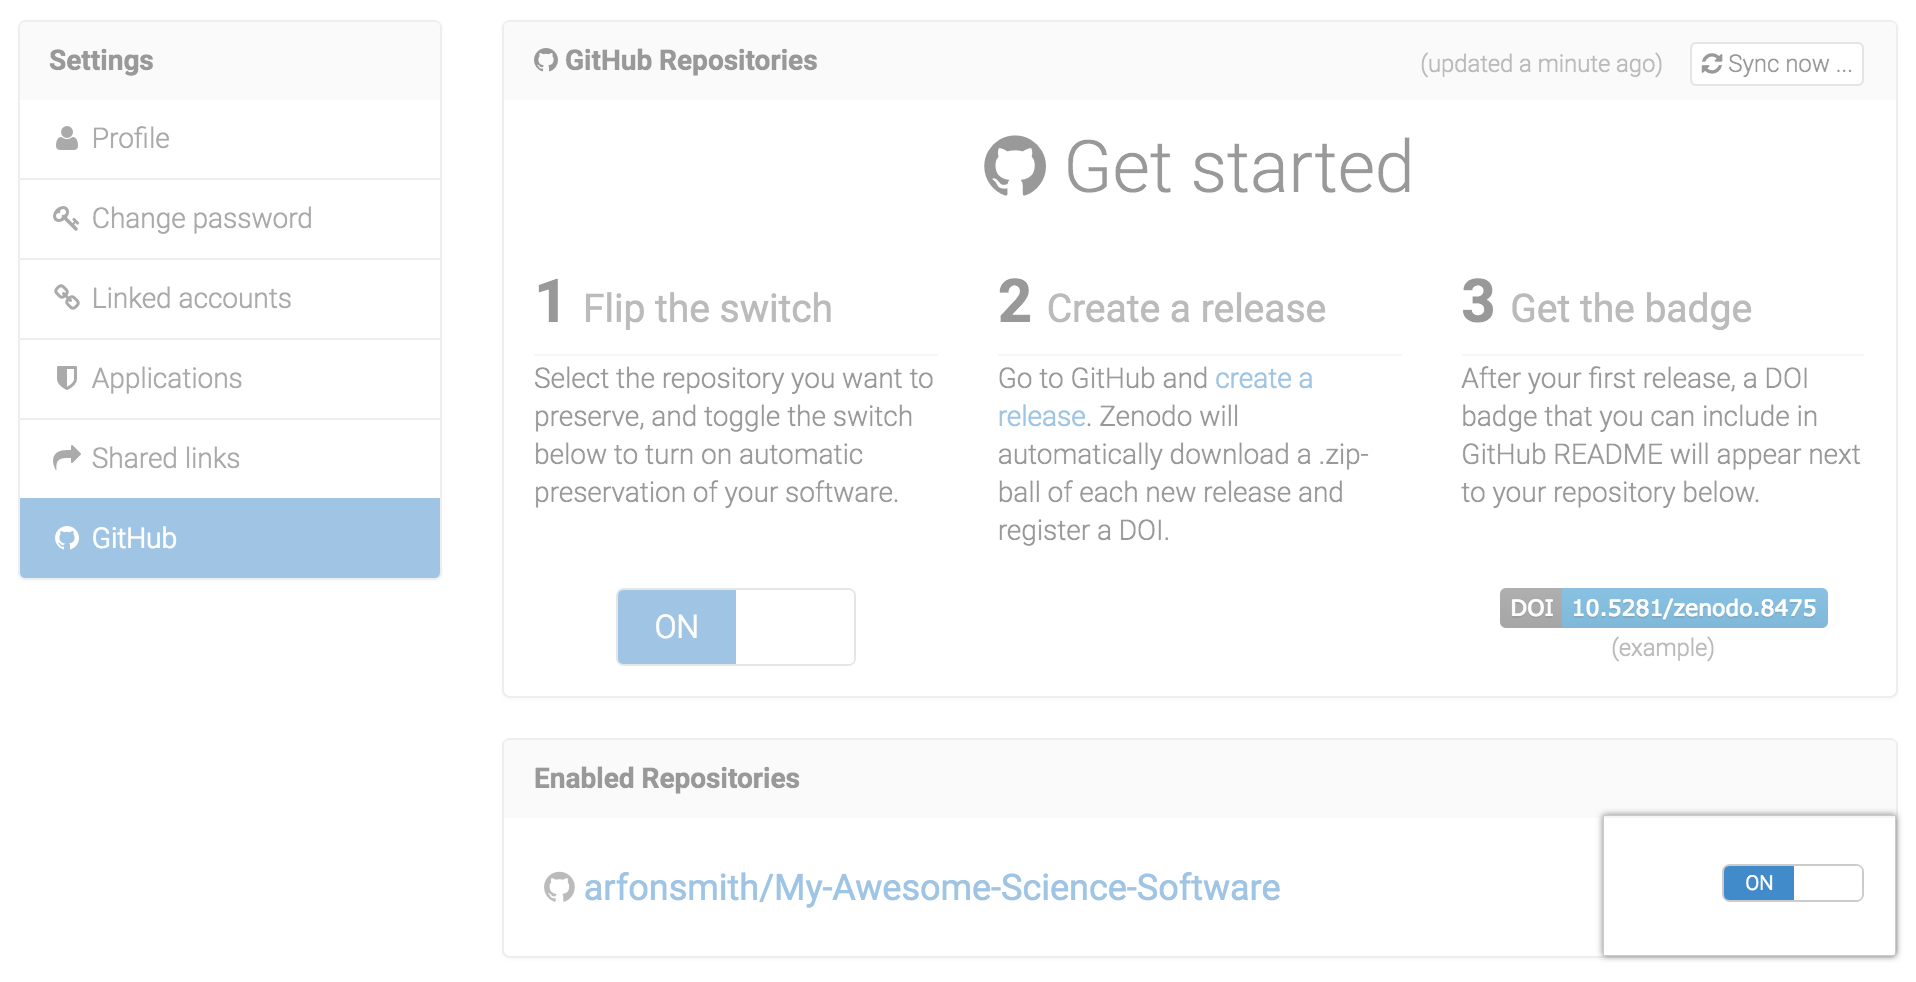 Settings
Profile
Change password
Linked accounts
Applications
Shared links
GitHub
GitHub Repositories
(updated a minute ago)
Sync now ...
Get started
1 Flip the switch
Select the repository you want to
preserve, and toggle the switch
below to turn on automatic
preservation of your software.
ON
2 Create a release
Go to GitHub and create a
release. Zenodo will
automatically download a .zip-
ball of each new release and
register a DOI.
3 Get the badge
After your first release, a DOI
badge that you can include in
GitHub README will appear next
to your repository below.
DOI 10.5281/zenodo.8475
(example)
Enabled Repositories
arfonsmith/My-Awesome-Science-Software
ON